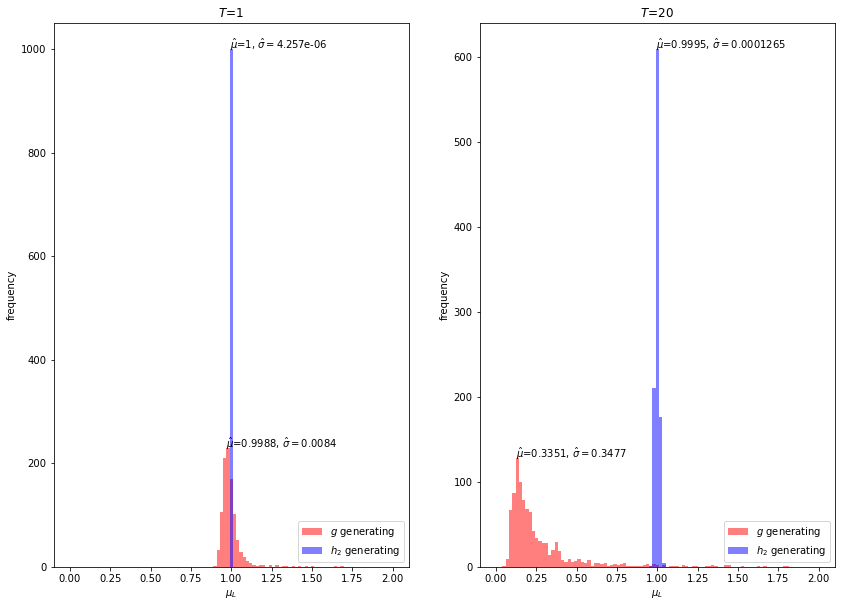 T=1
μ̂=1, σ̂ = 4.257e-06
μ̂=0.9988, σ̂ = 0.0084
1000
800
600
400
200
0
frequency
0.00 0.25 0.50 0.75 1.00 1.25 1.50 1.75 2.00
μ_L
g generating
h₂ generating
T=20
μ̂=0.9995, σ̂ = 0.0001265
μ̂=0.3351, σ̂ = 0.3477
600
500
400
300
200
100
0
frequency
0.00 0.25 0.50 0.75 1.00 1.25 1.50 1.75 2.00
μ_L
g generating
h₂ generating